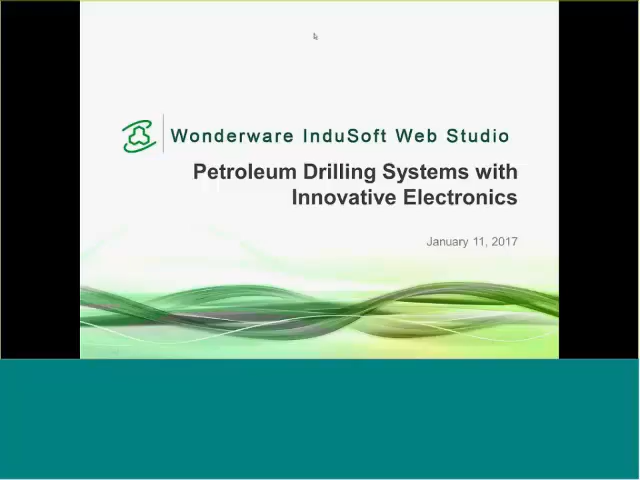 Wonderware InduSoft Web Studio
Petroleum Drilling Systems with
Innovative Electronics
January 11, 2017